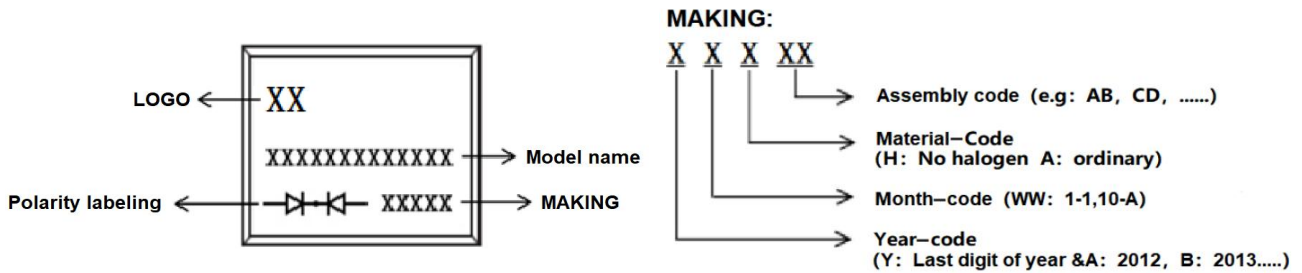 MAKING:
X X X XX
LOGO
XX
Assembly code (e.g: AB, CD, ......)
Material-Code
(H: No halogen A: ordinary)
XXXXXXXXXXXXX
Model name
Polarity labeling
XXXXX
MAKING
Month-code (WW: 1-1,10-A)
Year-code
(Y: Last digit of year &A: 2012, B: 2013.....)